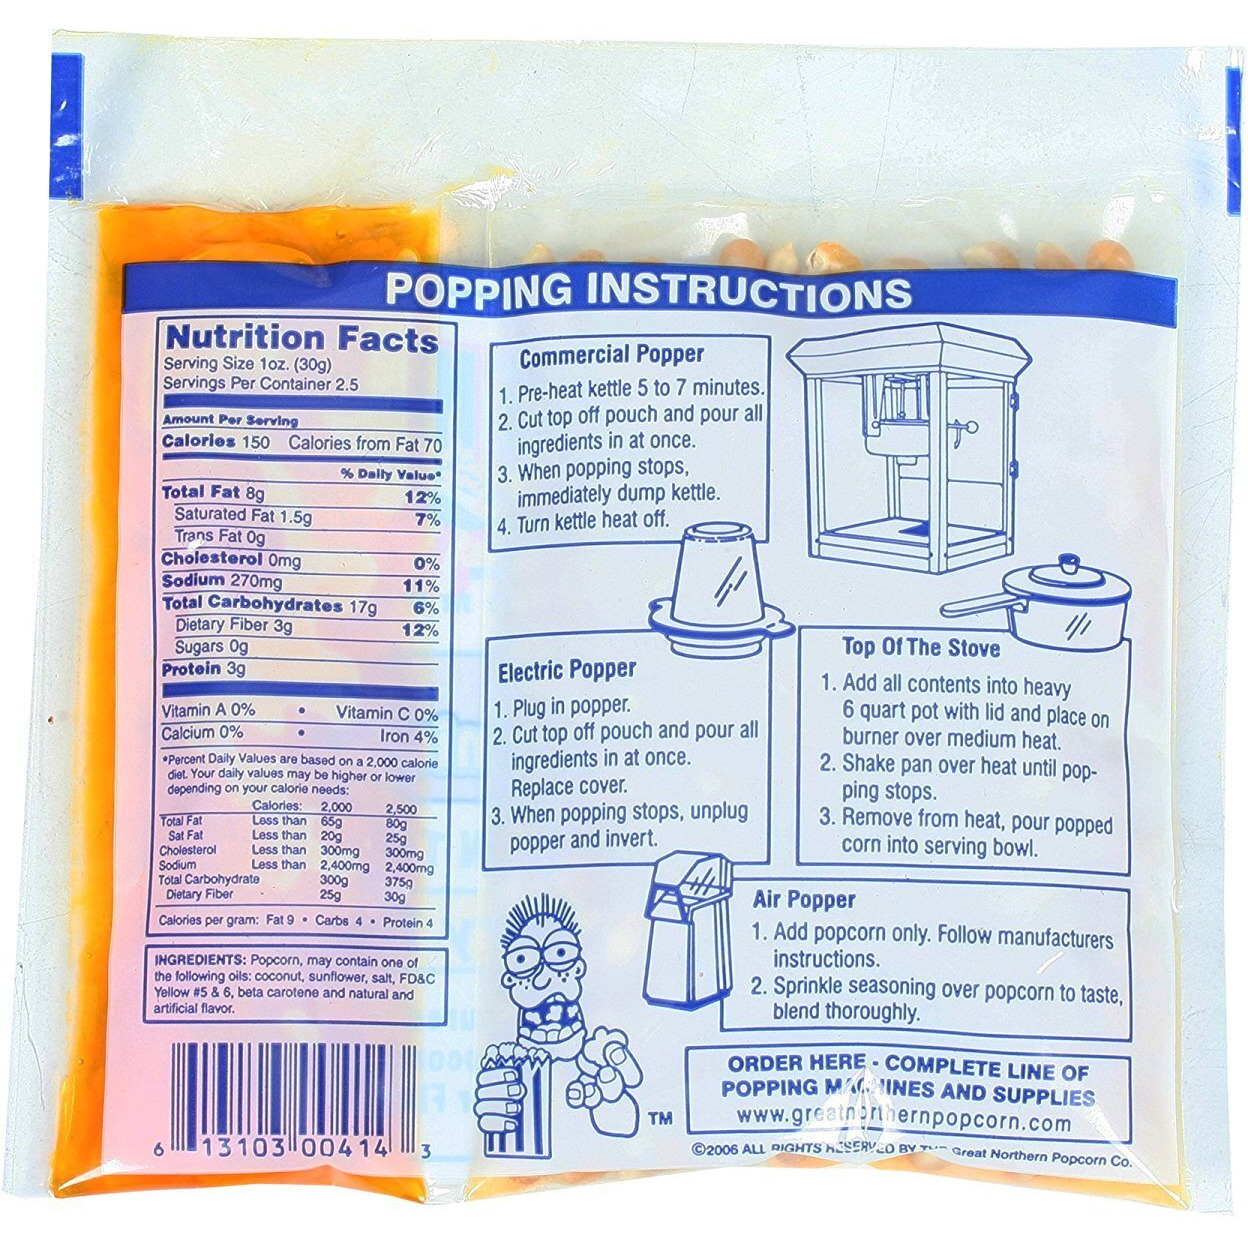 POPPING INSTRUCTIONS
Nutrition Facts
Serving Size 1oz. (30g)
Servings Per Container 2.5
Amount Per Serving
Calories 150 Calories from Fat 70
% Daily Value*
Total Fat 8g 12%
Saturated Fat 1.5g 7%
Trans Fat 0g
Cholesterol 0mg 0%
Sodium 270mg 11%
Total Carbohydrates 17g 6%
Dietary Fiber 3g 12%
Sugars 0g
Protein 3g
Vitamin A 0% • Vitamin C 0%
Calcium 0% • Iron 4%
*Percent Daily Values are based on a 2,000 calorie
diet. Your daily values may be higher or lower
depending on your calorie needs:
Calories: 2,000 2,500
Total Fat Less than 65g 80g
Sat Fat Less than 20g 25g
Cholesterol Less than 300mg 300mg
Sodium Less than 2,400mg 2,400mg
Total Carbohydrate 300g 375g
Dietary Fiber 25g 30g
Calories per gram: Fat 9 • Carbs 4 • Protein 4
INGREDIENTS: Popcorn, may contain one of
the following oils: coconut, sunflower, salt, FD&C
Yellow #5 & 6, beta carotene and natural and
artificial flavor.
6 13103 00414 3
Commercial Popper
1. Pre-heat kettle 5 to 7 minutes.
2. Cut top off pouch and pour all
ingredients in at once.
3. When popping stops,
immediately dump kettle.
4. Turn kettle heat off.
Electric Popper
1. Plug in popper.
2. Cut top off pouch and pour all
ingredients in at once.
Replace cover.
3. When popping stops, unplug
popper and invert.
Top Of The Stove
1. Add all contents into heavy
6 quart pot with lid and place on
burner over medium heat.
2. Shake pan over heat until pop-
ping stops.
3. Remove from heat, pour popped
corn into serving bowl.
Air Popper
1. Add popcorn only. Follow manufacturers
instructions.
2. Sprinkle seasoning over popcorn to taste,
blend thoroughly.
TM
ORDER HERE - COMPLETE LINE OF
POPPING MACHINES AND SUPPLIES
www.greatnorthernpopcorn.com
©2006 ALL RIGHTS RESERVED BY THE Great Northern Popcorn Co.